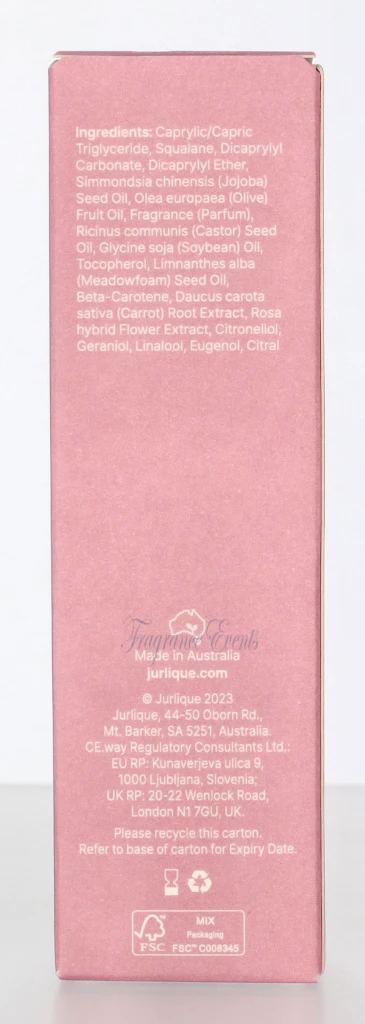 Ingredients: Caprylic/Capric
Triglyceride, Squalane, Dicaprylyl
Carbonate, Dicaprylyl Ether,
Simmondsia chinensis (Jojoba)
Seed Oil, Olea europaea (Olive)
Fruit Oil, Fragrance (Parfum),
Ricinus communis (Castor) Seed
Oil, Glycine soja (Soybean) Oil,
Tocopherol, Limnanthes alba
(Meadowfoam) Seed Oil,
Beta-Carotene, Daucus carota
sativa (Carrot) Root Extract, Rosa
hybrid Flower Extract, Citronellol,
Geraniol, Linalool, Eugenol, Citral
Fragrance Events
Made in Australia
jurlique.com
© Jurlique 2023
Jurlique, 44-50 Oborn Rd.,
Mt. Barker, SA 5251, Australia.
CE.way Regulatory Consultants Ltd.:
EU RP: Kunaverjeva ulica 9,
1000 Ljubljana, Slovenia;
UK RP: 20-22 Wenlock Road,
London N1 7GU, UK.
Please recycle this carton.
Refer to base of carton for Expiry Date.
FSC
MIX
Packaging
FSC™ C008345